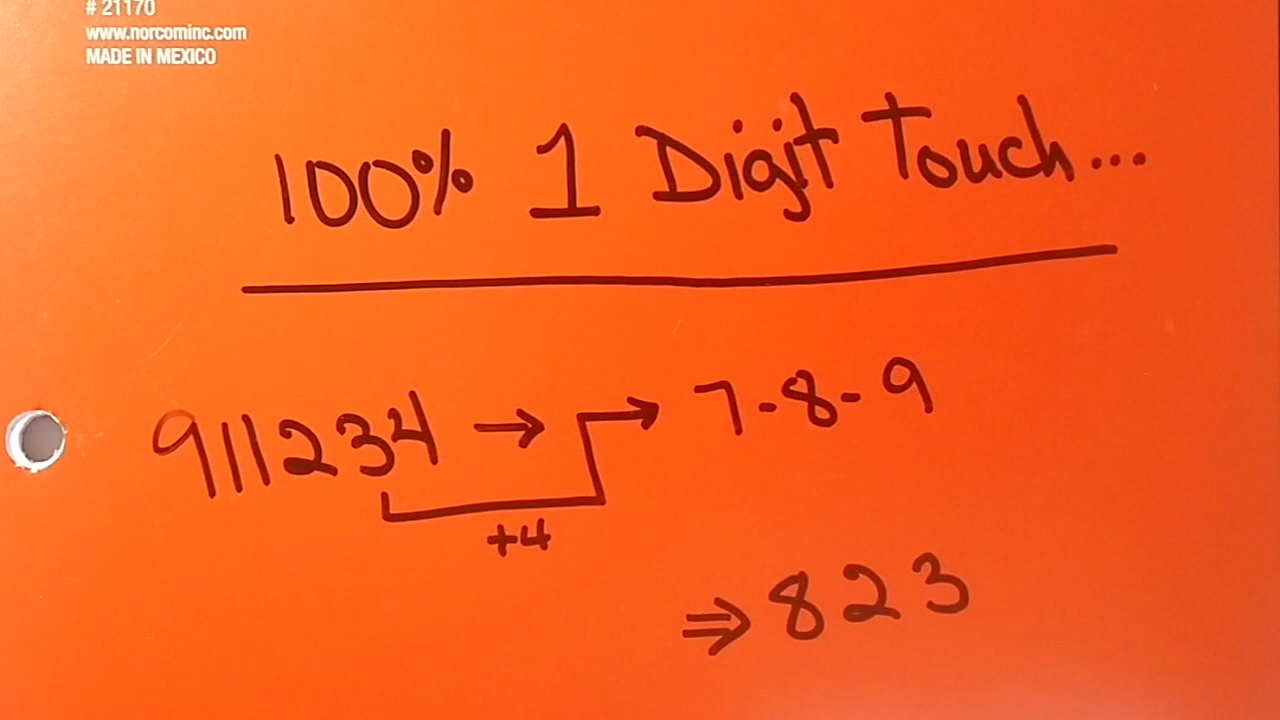 # 21170
www.norcominc.com
MADE IN MEXICO
100% 1 Digit Touch...
911234 → → 7-8-9
+4
⇒ 823